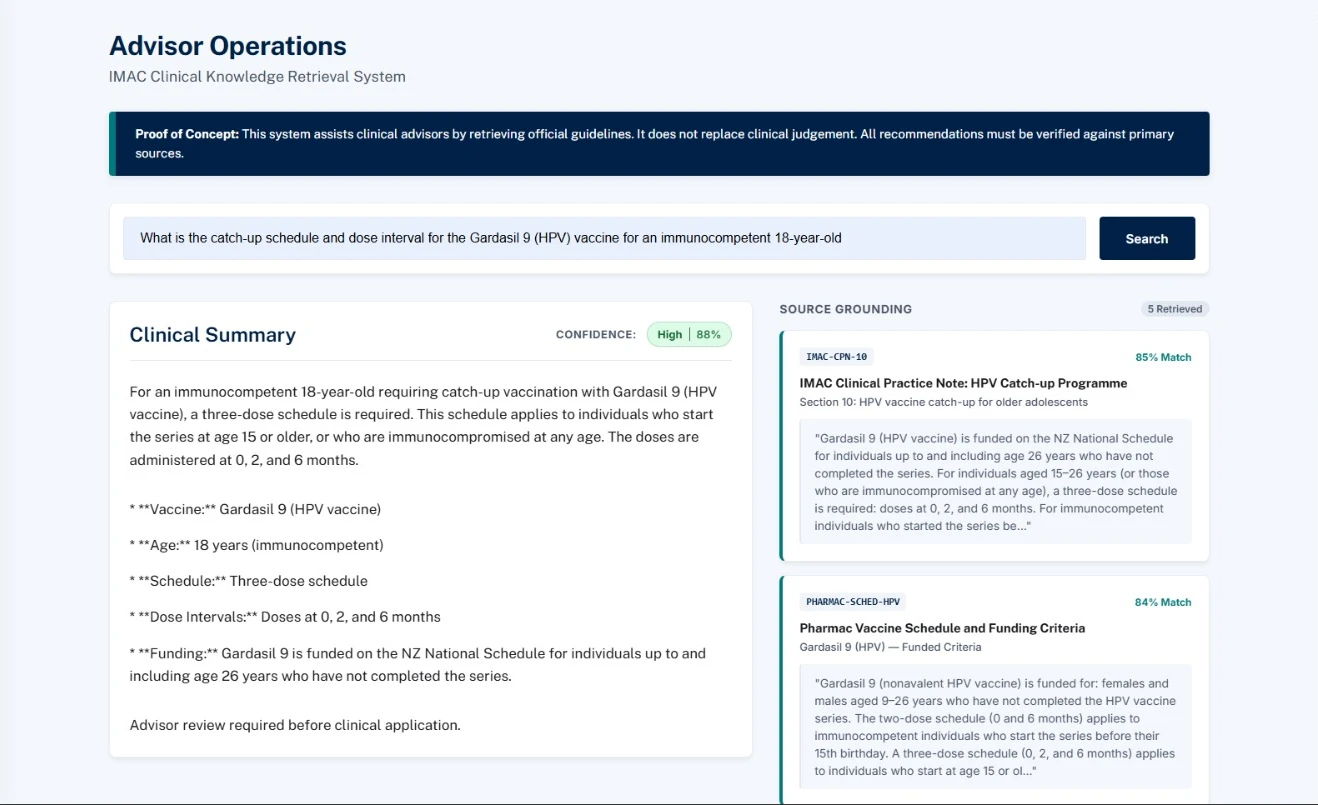 Advisor Operations
IMAC Clinical Knowledge Retrieval System
Proof of Concept: This system assists clinical advisors by retrieving official guidelines. It does not replace clinical judgement. All recommendations must be verified against primary
sources.
What is the catch-up schedule and dose interval for the Gardasil 9 (HPV) vaccine for an immunocompetent 18-year-old
Search
Clinical Summary
CONFIDENCE: High | 88%
For an immunocompetent 18-year-old requiring catch-up vaccination with Gardasil 9 (HPV
vaccine), a three-dose schedule is required. This schedule applies to individuals who start
the series at age 15 or older, or who are immunocompromised at any age. The doses are
administered at 0, 2, and 6 months.
* **Vaccine:** Gardasil 9 (HPV vaccine)
* **Age:** 18 years (immunocompetent)
* **Schedule:** Three-dose schedule
* **Dose Intervals:** Doses at 0, 2, and 6 months
* **Funding:** Gardasil 9 is funded on the NZ National Schedule for individuals up to and
including age 26 years who have not completed the series.
Advisor review required before clinical application.
SOURCE GROUNDING
5 Retrieved
IMAC-CPN-10
85% Match
IMAC Clinical Practice Note: HPV Catch-up Programme
Section 10: HPV vaccine catch-up for older adolescents
"Gardasil 9 (HPV vaccine) is funded on the NZ National Schedule
for individuals up to and including age 26 years who have not
completed the series. For individuals aged 15–26 years (or those
who are immunocompromised at any age), a three-dose schedule
is required: doses at 0, 2, and 6 months. For immunocompetent
individuals who started the series be..."
PHARMAC-SCHED-HPV
84% Match
Pharmac Vaccine Schedule and Funding Criteria
Gardasil 9 (HPV) — Funded Criteria
"Gardasil 9 (nonavalent HPV vaccine) is funded for: females and
males aged 9–26 years who have not completed the HPV vaccine
series. The two-dose schedule (0 and 6 months) applies to
immunocompetent individuals who start the series before their
15th birthday. A three-dose schedule (0, 2, and 6 months) applies
to individuals who start at age 15 or ol..."